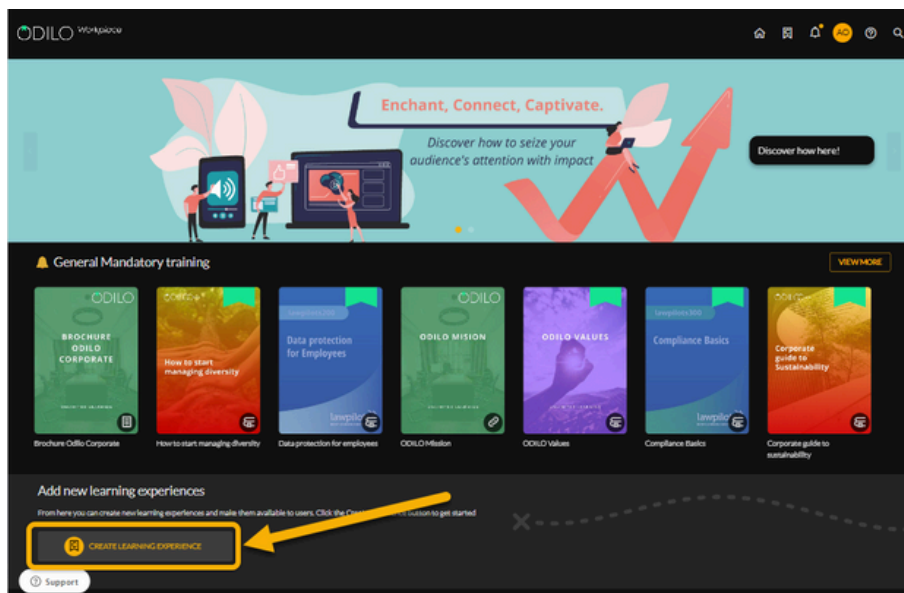 ODILO Workpiece
AO
Enchant, Connect, Captivate.
Discover how to seize your
audience's attention with impact
Discover how here!
General Mandatory training
VIEW MORE
ODILO
BROCHURE
ODILO
CORPORATE
Brochure Odilo Corporate
How to start
managing diversity
How to start managing diversity
lawpilots360
Data protection
for Employees
lawpilo
Data protection for employees
ODILO
ODILO MISION
ODILO Mission
ODILO VALUES
ODILO Values
lawpilots360
Compliance Basics
lawpilo
Compliance Basics
Corporate
guide to
Sustainability
Corporate guide to
sustainability
Add new learning experiences
From here you can create new learning experiences and make them available to users. Click the button to get started
CREATE LEARNING EXPERIENCE
Support